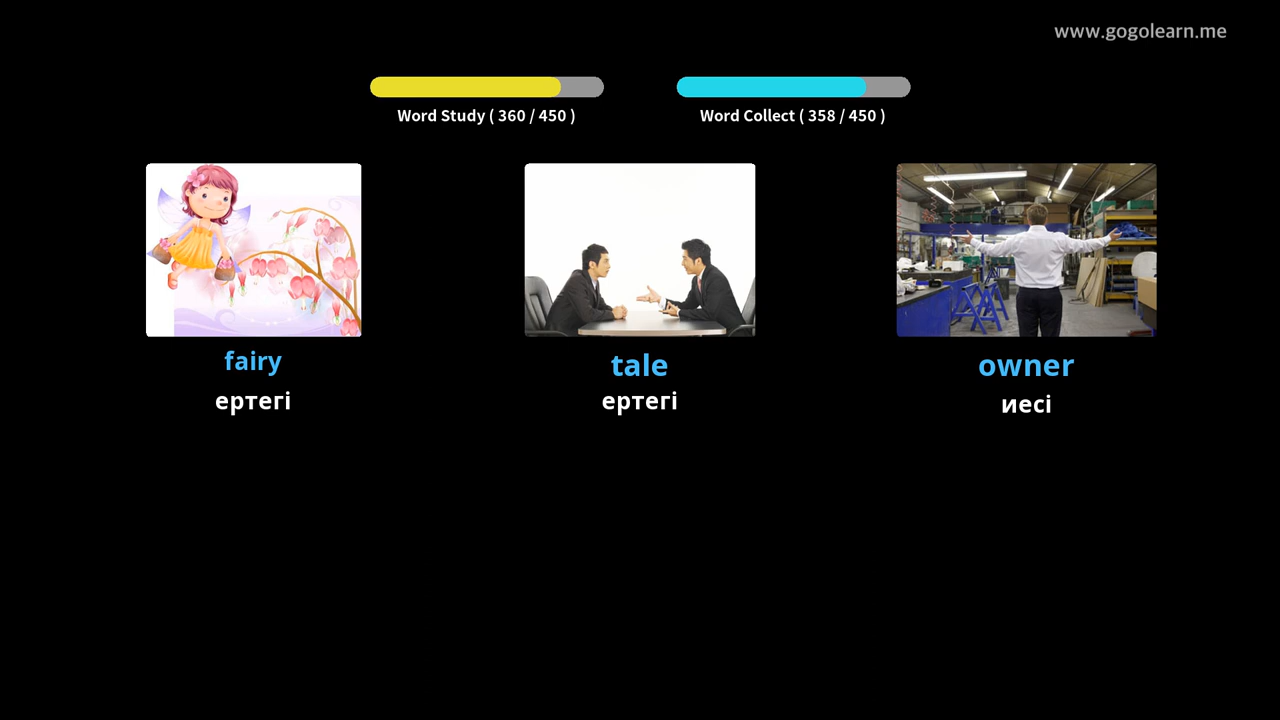 www.gogolearn.me
Word Study ( 360 / 450 )
Word Collect ( 358 / 450 )
fairy
ертегі
tale
ертегі
owner
иесі